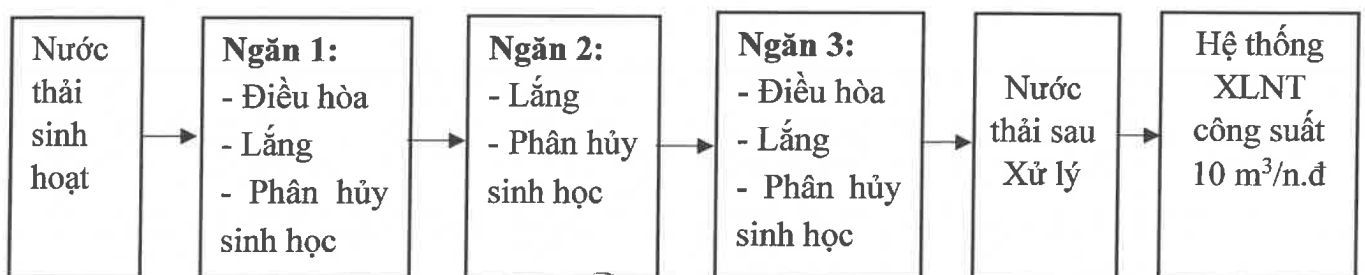 Nước
thải
sinh
hoạt
Ngăn 1:
- Điều hòa
- Lắng
- Phân hủy
sinh học
Ngăn 2:
- Lắng
- Phân hủy
sinh học
Ngăn 3:
- Điều hòa
- Lắng
- Phân hủy
sinh học
Nước
thải sau
Xử lý
Hệ thống
XLNT
công suất
10 m³/n.đ